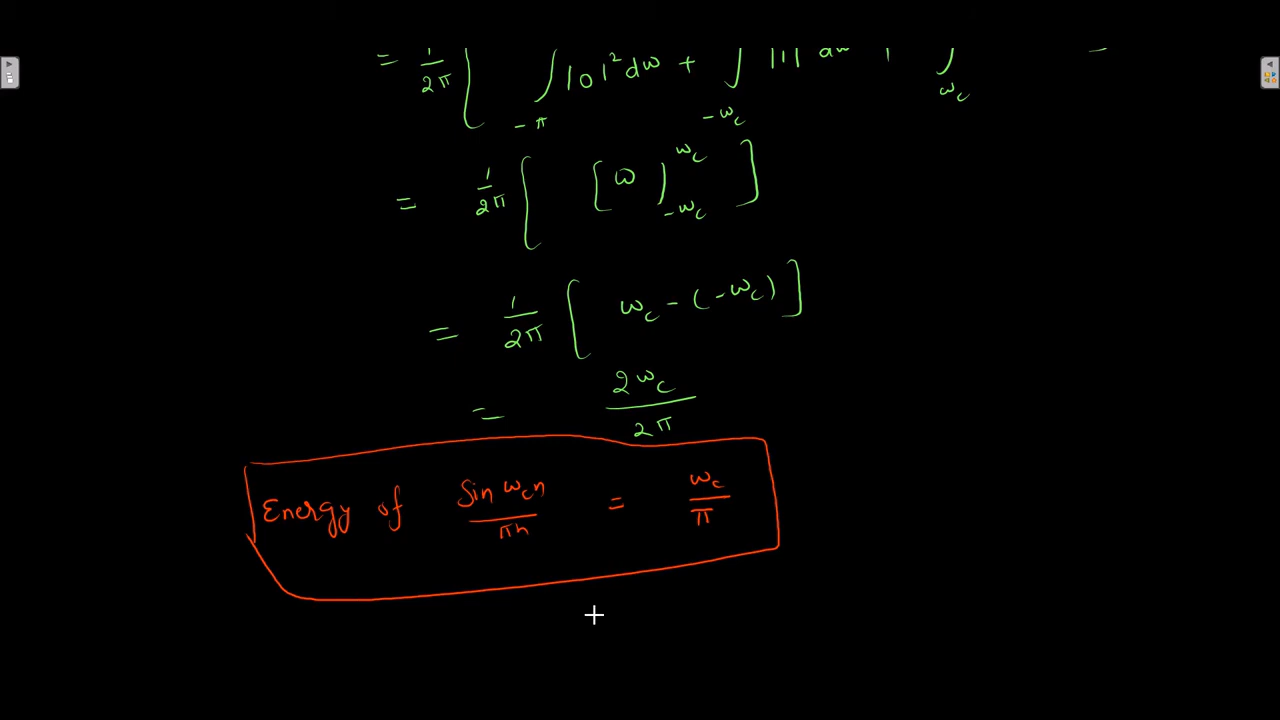 = 1/2π [ ∫_{-π} |0|² dω + ∫_{-ω_c} |1| dω ∫_{ω_c}
= 1/2π [ [ω]_{-ω_c}^{ω_c} ]
= 1/2π [ ω_c - (-ω_c) ]
= 2ω_c / 2π
Energy of Sin ω_c n / πn = ω_c / π